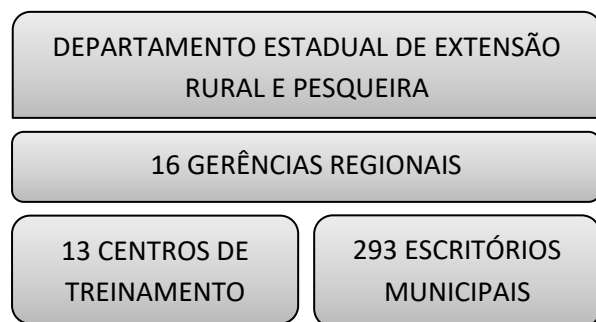 DEPARTAMENTO ESTADUAL DE EXTENSÃO
RURAL E PESQUEIRA
16 GERÊNCIAS REGIONAIS
13 CENTROS DE
TREINAMENTO
293 ESCRITÓRIOS
MUNICIPAIS